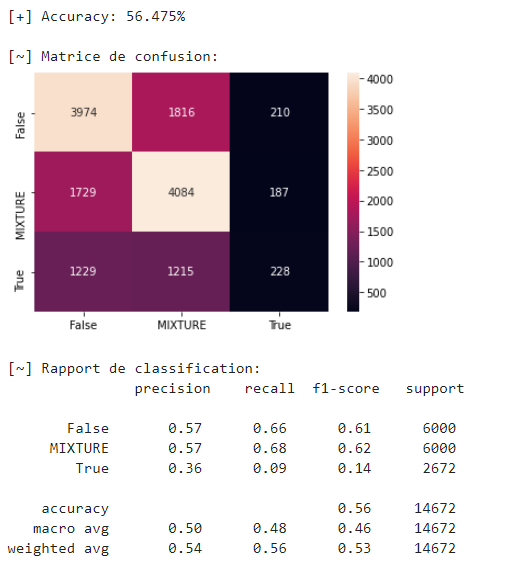 [+] Accuracy: 56.475%
[~] Matrice de confusion:
False 3974 1816 210
MIXTURE 1729 4084 187
True 1229 1215 228
False MIXTURE True
4000
3500
3000
2500
2000
1500
1000
500
[~] Rapport de classification:
precision recall f1-score support
False 0.57 0.66 0.61 6000
MIXTURE 0.57 0.68 0.62 6000
True 0.36 0.09 0.14 2672
accuracy 0.56 14672
macro avg 0.50 0.48 0.46 14672
weighted avg 0.54 0.56 0.53 14672